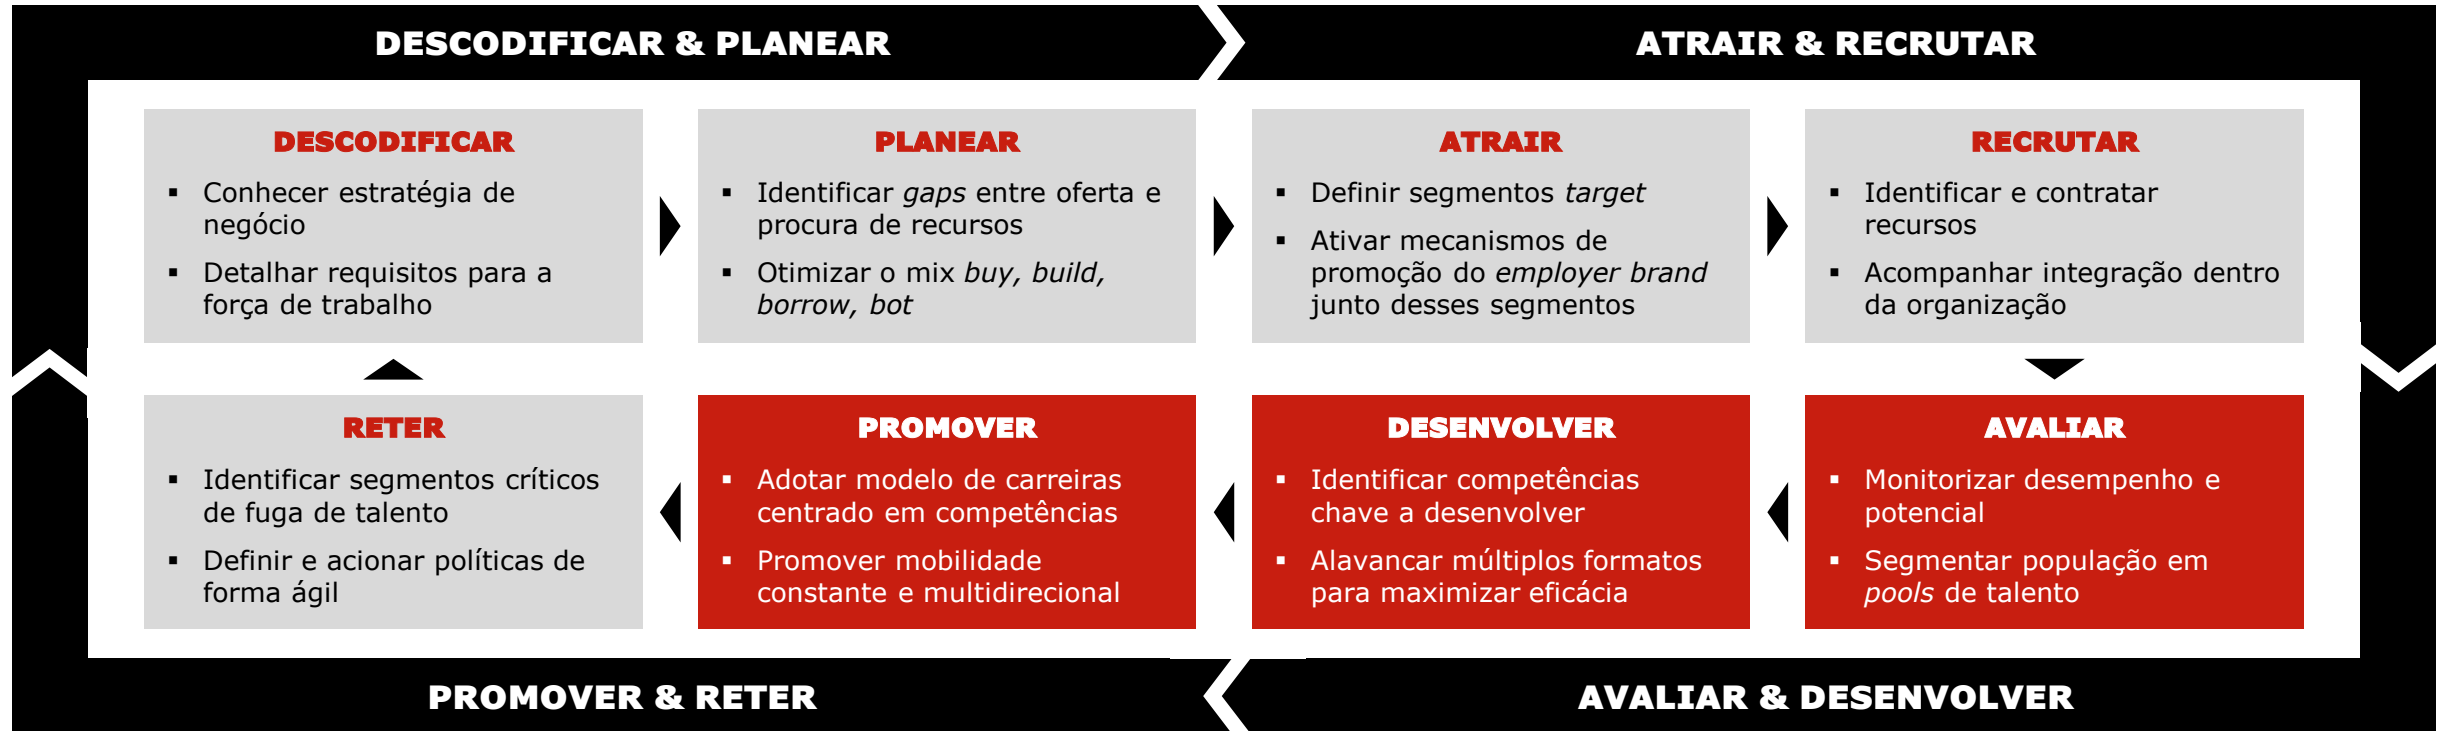 DESCODIFICAR & PLANEAR
ATRAIR & RECRUTAR
DESCODIFICAR
▪ Conhecer estratégia de
negócio
▪ Detalhar requisitos para a
força de trabalho
PLANEAR
▪ Identificar gaps entre oferta e
procura de recursos
▪ Otimizar o mix buy, build,
borrow, bot
ATRAIR
▪ Definir segmentos target
▪ Ativar mecanismos de
promoção do employer brand
junto desses segmentos
RECRUTAR
▪ Identificar e contratar
recursos
▪ Acompanhar integração dentro
da organização
RETER
▪ Identificar segmentos críticos
de fuga de talento
▪ Definir e acionar políticas de
forma ágil
PROMOVER
▪ Adotar modelo de carreiras
centrado em competências
▪ Promover mobilidade
constante e multidirecional
DESENVOLVER
▪ Identificar competências
chave a desenvolver
▪ Alavancar múltiplos formatos
para maximizar eficácia
AVALIAR
▪ Monitorizar desempenho e
potencial
▪ Segmentar população em
pools de talento
PROMOVER & RETER
AVALIAR & DESENVOLVER